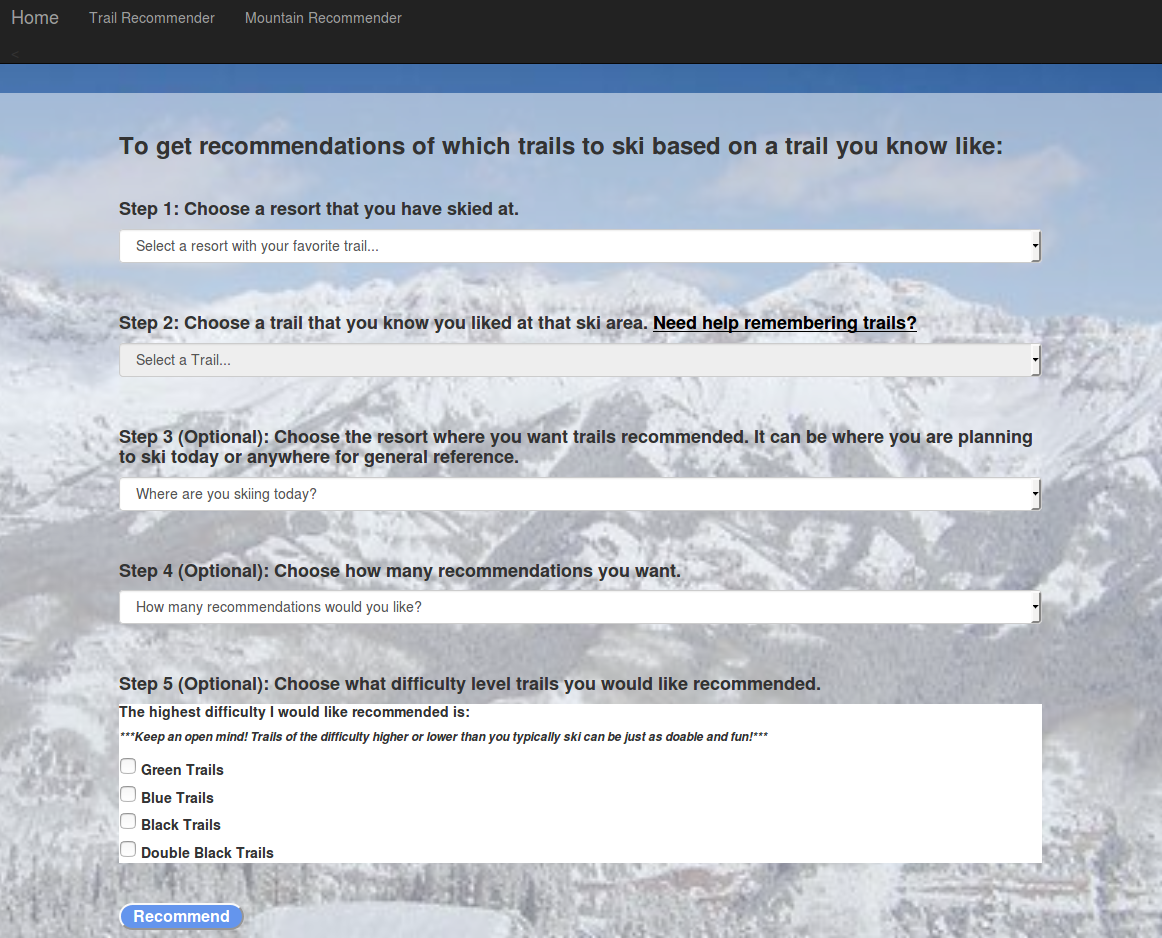 Home Trail Recommender Mountain Recommender
<
To get recommendations of which trails to ski based on a trail you know like:
Step 1: Choose a resort that you have skied at.
Select a resort with your favorite trail...
Step 2: Choose a trail that you know you liked at that ski area. Need help remembering trails?
Select a Trail...
Step 3 (Optional): Choose the resort where you want trails recommended. It can be where you are planning
to ski today or anywhere for general reference.
Where are you skiing today?
Step 4 (Optional): Choose how many recommendations you want.
How many recommendations would you like?
Step 5 (Optional): Choose what difficulty level trails you would like recommended.
The highest difficulty I would like recommended is:
***Keep an open mind! Trails of the difficulty higher or lower than you typically ski can be just as doable and fun!***
Green Trails
Blue Trails
Black Trails
Double Black Trails
Recommend